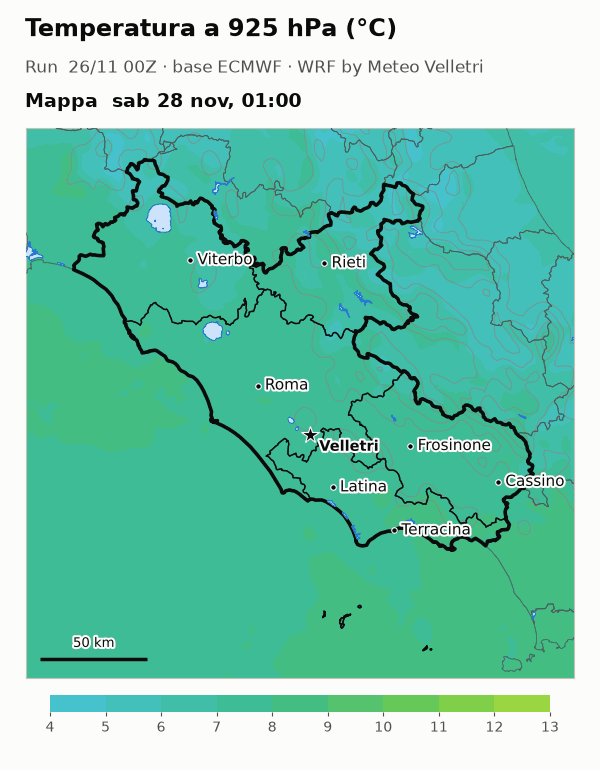 Temperatura a 925 hPa (°C)
Run  26/11 00Z · base ECMWF · WRF by Meteo Velletri
Mappa  sab 28 nov, 01:00
Viterbo
Rieti
Roma
Velletri
Frosinone
Latina
Cassino
Terracina
50 km
4 5 6 7 8 9 10 11 12 13